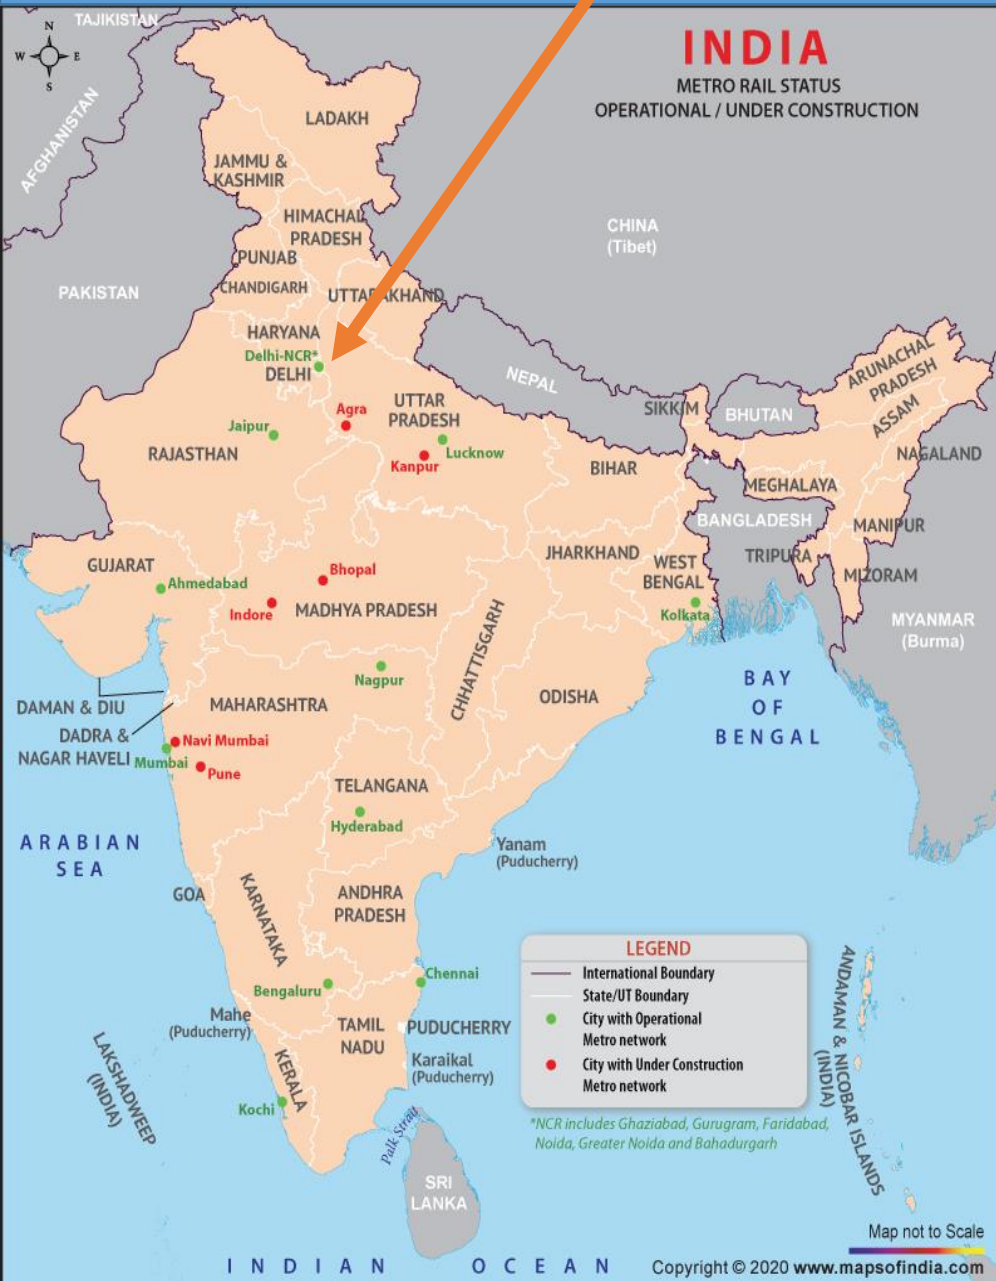 TAJIKISTAN
N
W
E
S
AFGHANISTAN
INDIA
METRO RAIL STATUS
OPERATIONAL / UNDER CONSTRUCTION
LADAKH
JAMMU &
KASHMIR
HIMACHAL
PRADESH
CHINA
(Tibet)
PUNJAB
PAKISTAN
CHANDIGARH
UTTARAKHAND
HARYANA
Delhi-NCR*
DELHI
NEPAL
ARUNACHAL
PRADESH
Agra
UTTAR
PRADESH
SIKKIM
BHUTAN
ASSAM
Jaipur
RAJASTHAN
Lucknow
Kanpur
BIHAR
NAGALAND
MEGHALAYA
BANGLADESH
MANIPUR
GUJARAT
Ahmedabad
Bhopal
JHARKHAND
WEST
BENGAL
TRIPURA
MIZORAM
Indore
MADHYA PRADESH
Kolkata
MYANMAR
(Burma)
CHHATTISGARH
Nagpur
DAMAN & DIU
MAHARASHTRA
ODISHA
BAY
OF
BENGAL
DADRA &
NAGAR HAVELI
Navi Mumbai
Mumbai
Pune
TELANGANA
Hyderabad
ARABIAN
SEA
Yanam
(Puducherry)
GOA
KARNATAKA
ANDHRA
PRADESH
LEGEND
International Boundary
State/UT Boundary
City with Operational
Metro network
City with Under Construction
Metro network
*NCR includes Ghaziabad, Gurugram, Faridabad,
Noida, Greater Noida and Bahadurgarh
Chennai
Bengaluru
Mahe
(Puducherry)
TAMIL
NADU
PUDUCHERRY
Karaikal
(Puducherry)
KERALA
Kochi
LAKSHADWEEP
(INDIA)
ANDAMAN & NICOBAR ISLANDS
(INDIA)
Palk Strait
SRI
LANKA
INDIAN OCEAN
Map not to Scale
Copyright © 2020 www.mapsofindia.com